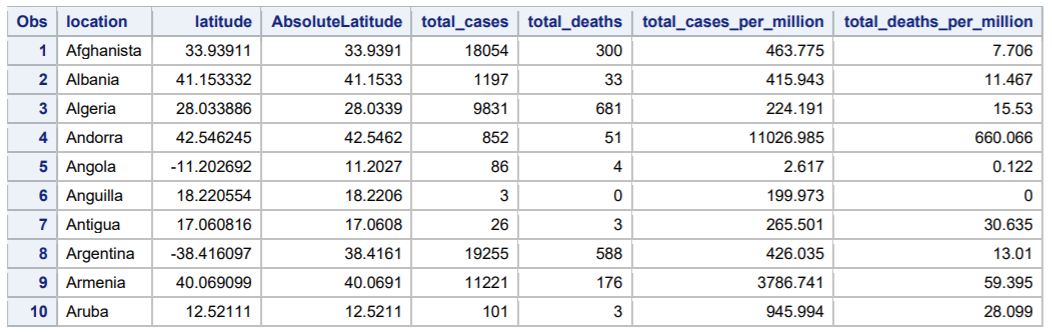 Obs location latitude AbsoluteLatitude total_cases total_deaths total_cases_per_million total_deaths_per_million
1 Afghanista 33.93911 33.9391 18054 300 463.775 7.706
2 Albania 41.153332 41.1533 1197 33 415.943 11.467
3 Algeria 28.033886 28.0339 9831 681 224.191 15.53
4 Andorra 42.546245 42.5462 852 51 11026.985 660.066
5 Angola -11.202692 11.2027 86 4 2.617 0.122
6 Anguilla 18.220554 18.2206 3 0 199.973 0
7 Antigua 17.060816 17.0608 26 3 265.501 30.635
8 Argentina -38.416097 38.4161 19255 588 426.035 13.01
9 Armenia 40.069099 40.0691 11221 176 3786.741 59.395
10 Aruba 12.52111 12.5211 101 3 945.994 28.099